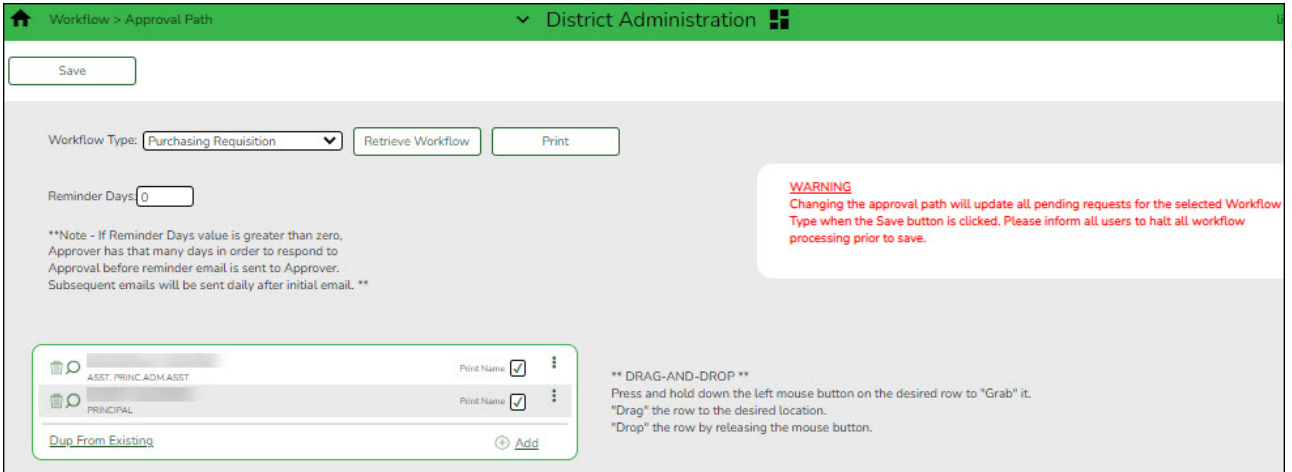 Workflow > Approval Path
District Administration
Save
Workflow Type: Purchasing Requisition Retrieve Workflow Print
Reminder Days: 0
WARNING
Changing the approval path will update all pending requests for the selected Workflow
Type when the Save button is clicked. Please inform all users to halt all workflow
processing prior to save.
**Note - If Reminder Days value is greater than zero,
Approver has that many days in order to respond to
Approval before reminder email is sent to Approver.
Subsequent emails will be sent daily after initial email. **
ASST. PRINC.ADM.ASST
Print Name
PRINCIPAL
Print Name
Dup From Existing
Add
** DRAG-AND-DROP **
Press and hold down the left mouse button on the desired row to "Grab" it.
"Drag" the row to the desired location.
"Drop" the row by releasing the mouse button.